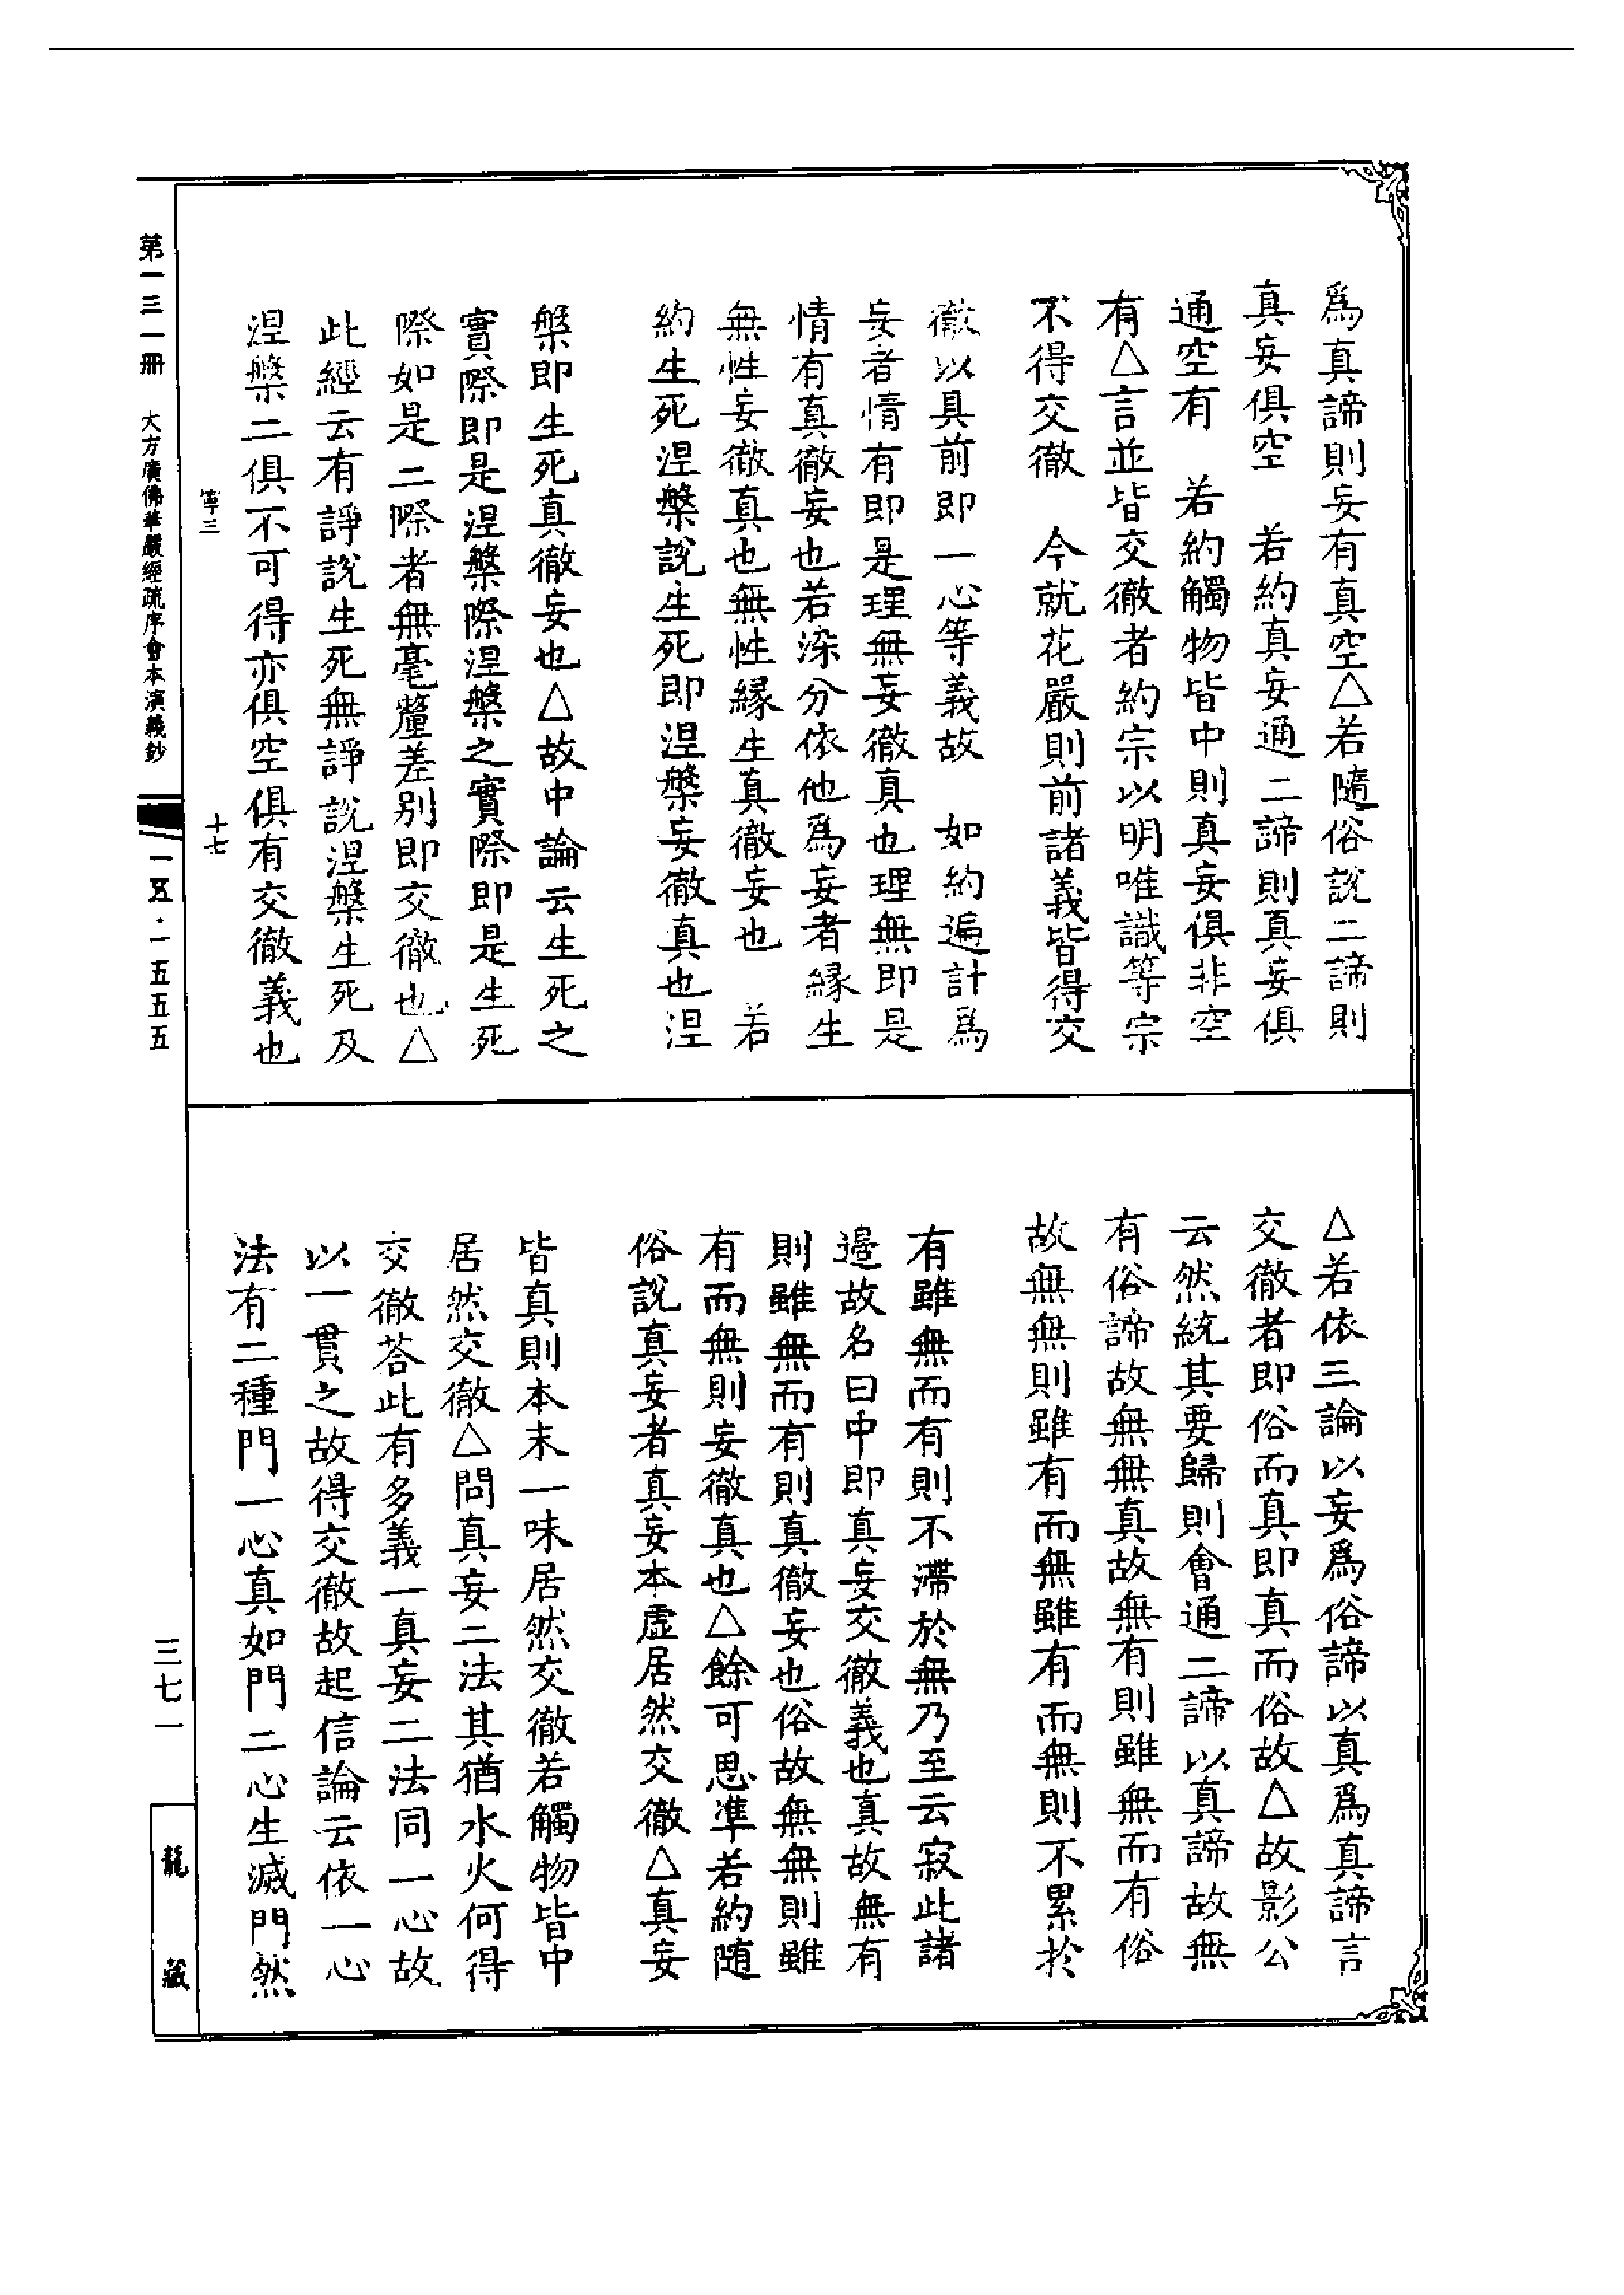 爲真諦則妄有真空△若隨俗說二諦則
真妄俱空　若約真妄通二諦則真妄俱
通空有　若約觸物皆中則真妄俱非空
有△言並皆交徹者約宗以明唯識等宗
不得交徹　今就花嚴則前諸義皆得交
徹以具前即一心等義故　如約遍計爲
妄者情有即是理無妄徹真也理無即是
情有真徹妄也若染分依他爲妄者緣生
無性妄徹真也無性緣生真徹妄也　若
約生死涅槃說生死即涅槃妄徹真也涅
槃即生死真徹妄也△故中論云生死之
實際即是涅槃際涅槃之實際即是生死
際如是二際者無毫釐差别即交徹也△
此經云有諍說生死無諍說涅槃生死及
涅槃二俱不可得亦俱空俱有交徹義也
△若依三論以妄爲俗諦以真爲真諦言
交徹者即俗而真即真而俗故△故影公
云然統其要歸則會通二諦以真諦故無
有俗諦故無無真故無有則雖無而有俗
故無無則雖有而無雖有而無則不累於
有雖無而有則不滯於無乃至云寂此諸
邊故名曰中即真妄交徹義也真故無有
則雖無而有則真徹妄也俗故無無則雖
有而無則妄徹真也△餘可思準若約随
俗說真妄者真妄本虛居然交徹△真妄
皆真則本末一味居然交徹若觸物皆中
居然交徹△問真妄二法其猶水火何得
交徹荅此有多義一真妄二法同一心故
以一貫之故得交徹故起信論云依一心
法有二種門一心真如門二心生滅門然
第一三一册　大方廣佛華嚴經疏序會本演義鈔
寧三　十七
一五五五
三七一
龍藏